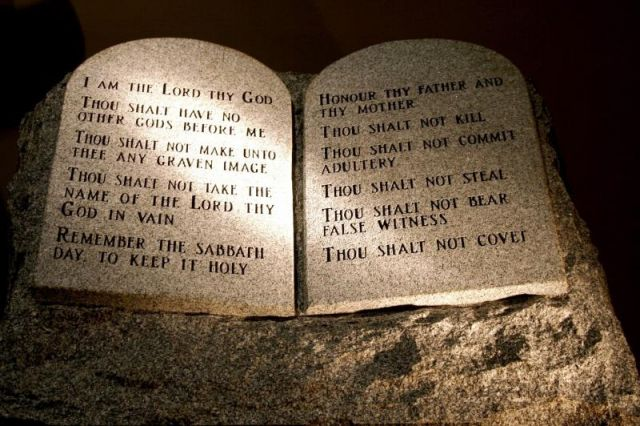 I AM THE LORD THY GOD
THOU SHALT HAVE NO
OTHER GODS BEFORE ME
THOU SHALT NOT MAKE UNTO
THEE ANY GRAVEN IMAGE
THOU SHALT NOT TAKE THE
NAME OF THE LORD THY
GOD IN VAIN
REMEMBER THE SABBATH
DAY, TO KEEP IT HOLY
HONOUR THY FATHER AND
THY MOTHER
THOU SHALT NOT KILL
THOU SHALT NOT COMMIT
ADULTERY
THOU SHALT NOT STEAL
THOU SHALT NOT BEAR
FALSE WITNESS
THOU SHALT NOT COVET